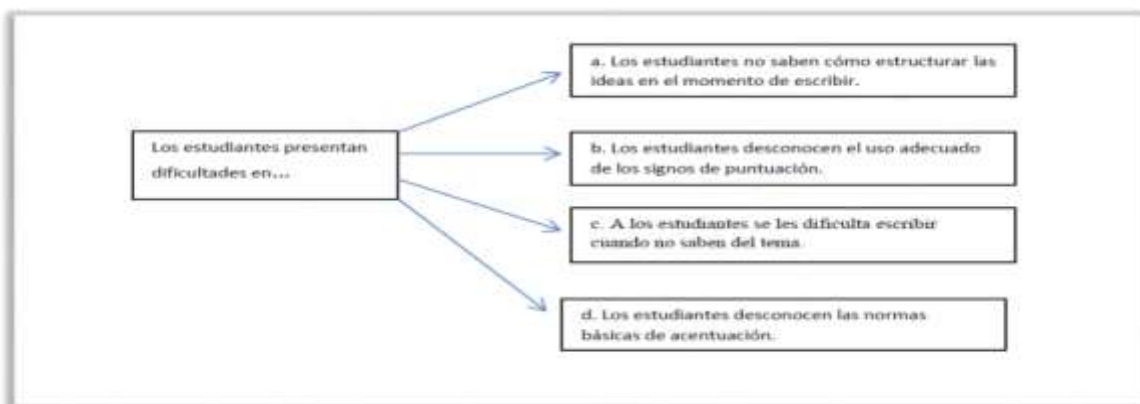 a. Los estudiantes no saben cómo estructurar las
ideas en el momento de escribir.
Los estudiantes presentan
dificultades en...
b. Los estudiantes desconocen el uso adecuado
de los signos de puntuación.
c. A los estudiantes se les dificulta escribir
cuando no saben del tema.
d. Los estudiantes desconocen las normas
básicas de acentuación.